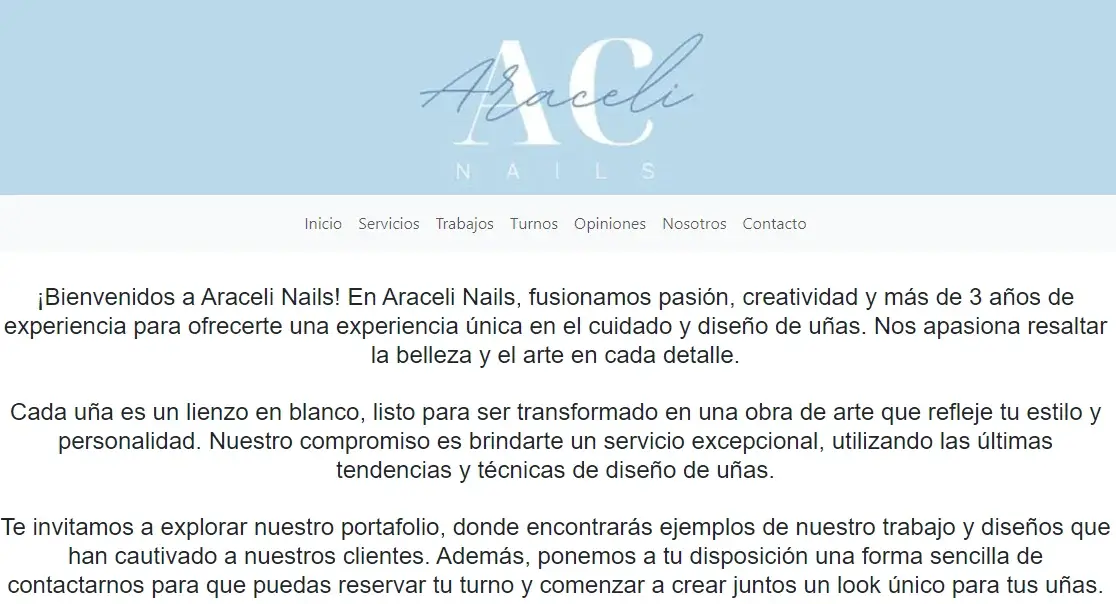 AC
Araceli
NAILS
Inicio Servicios Trabajos Turnos Opiniones Nosotros Contacto
¡Bienvenidos a Araceli Nails! En Araceli Nails, fusionamos pasión, creatividad y más de 3 años de
experiencia para ofrecerte una experiencia única en el cuidado y diseño de uñas. Nos apasiona resaltar
la belleza y el arte en cada detalle.
Cada uña es un lienzo en blanco, listo para ser transformado en una obra de arte que refleje tu estilo y
personalidad. Nuestro compromiso es brindarte un servicio excepcional, utilizando las últimas
tendencias y técnicas de diseño de uñas.
Te invitamos a explorar nuestro portafolio, donde encontrarás ejemplos de nuestro trabajo y diseños que
han cautivado a nuestros clientes. Además, ponemos a tu disposición una forma sencilla de
contactarnos para que puedas reservar tu turno y comenzar a crear juntos un look único para tus uñas.